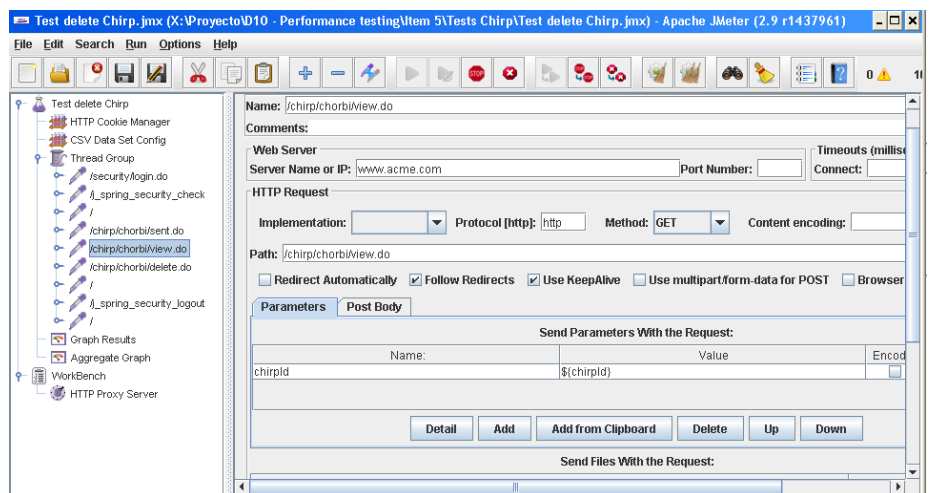 Test delete Chirp.jmx (X:\Proyecto\D10 - Performance testing\Item 5\Tests Chirp\Test delete Chirp.jmx) - Apache JMeter (2.9 r1437961)
File Edit Search Run Options Help
STOP
0
Test delete Chirp
HTTP Cookie Manager
CSV Data Set Config
Thread Group
/security/login.do
/j_spring_security_check
/
/chirp/chorbi/sent.do
/chirp/chorbi/view.do
/chirp/chorbi/delete.do
/
/j_spring_security_logout
/
Graph Results
Aggregate Graph
WorkBench
HTTP Proxy Server
Name: /chirp/chorbi/view.do
Comments:
Web Server
Timeouts (millise
Server Name or IP: www.acme.com Port Number: Connect:
HTTP Request
Implementation: Protocol [http]: http Method: GET Content encoding:
Path: /chirp/chorbi/view.do
Redirect Automatically Follow Redirects Use KeepAlive Use multipart/form-data for POST Browser
Parameters Post Body
Send Parameters With the Request:
Name: Value Encod
chirpId ${chirpId}
Detail Add Add from Clipboard Delete Up Down
Send Files With the Request: